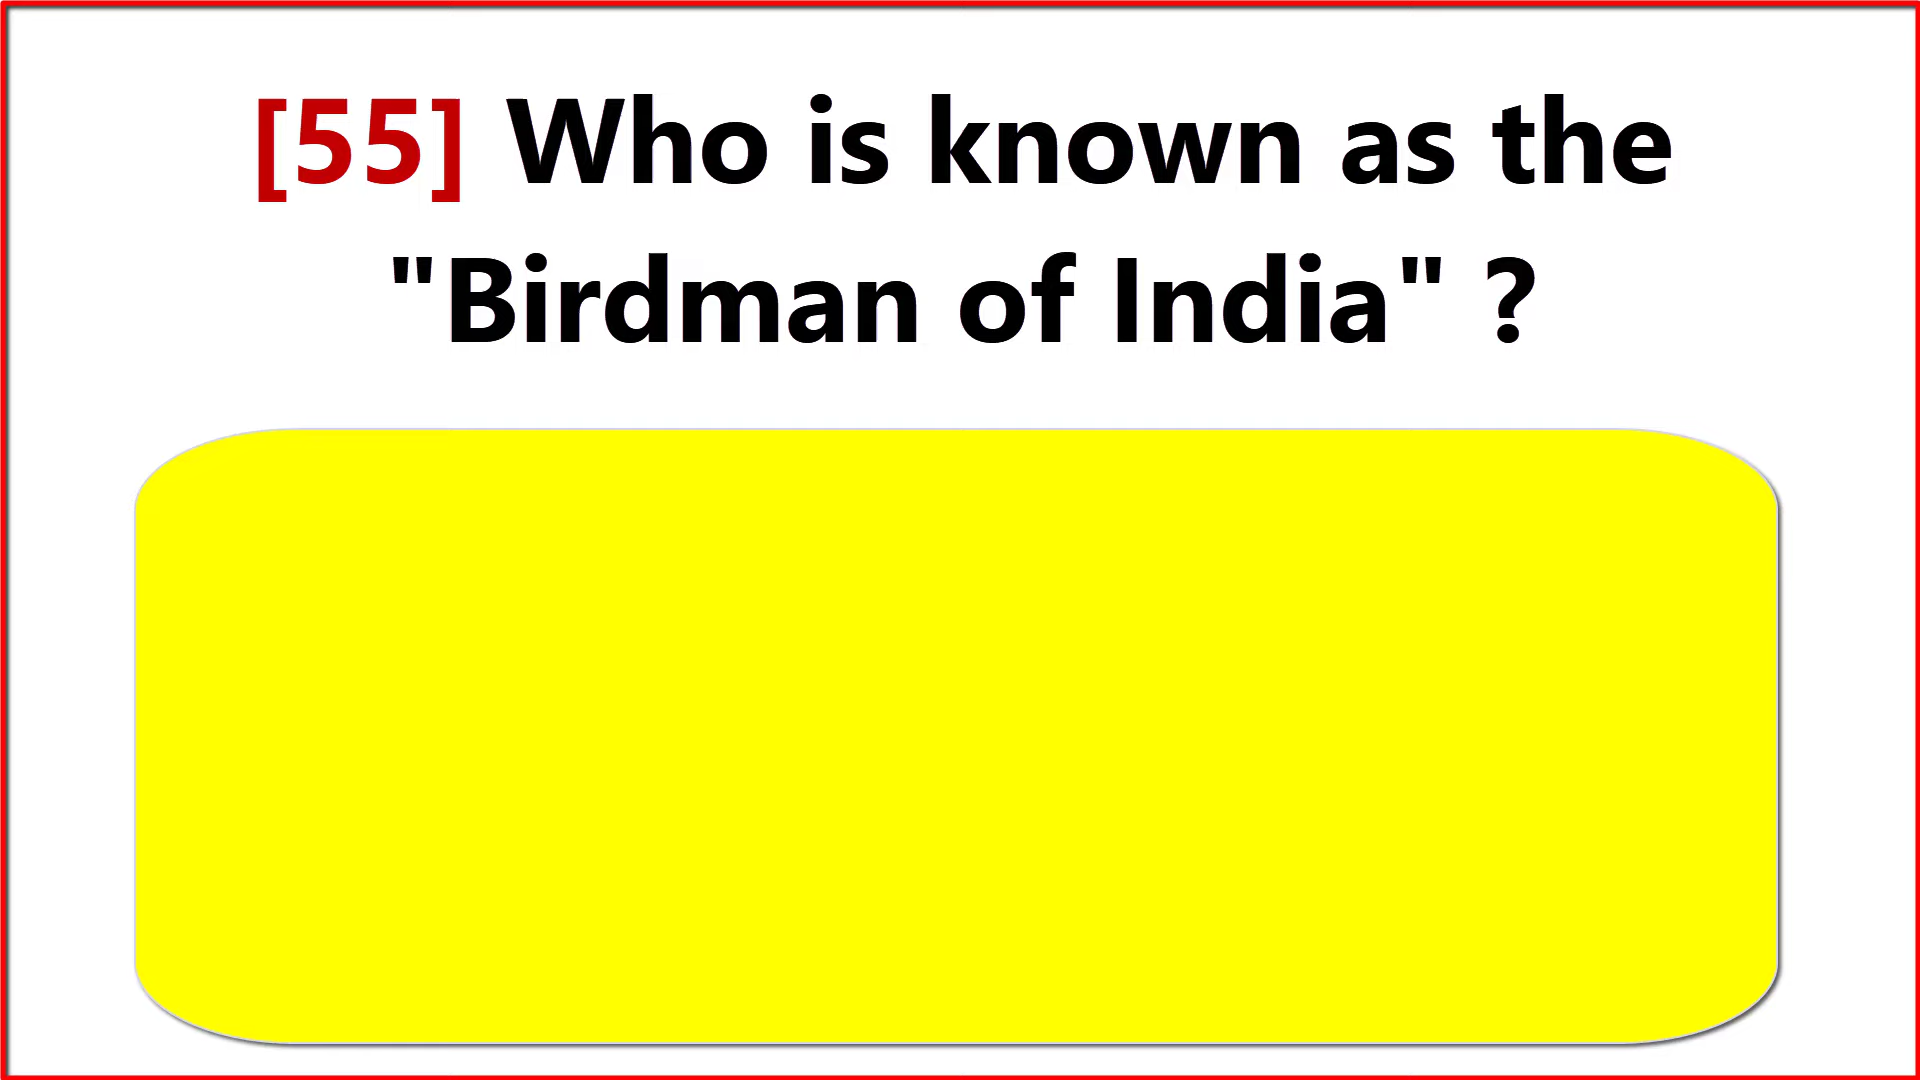 [55] Who is known as the
"Birdman of India" ?